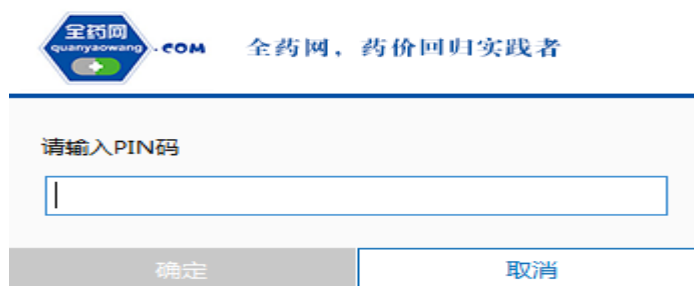 全药网
quanyaowang
.COM
全药网，药价回归实践者
请输入PIN码
确定
取消